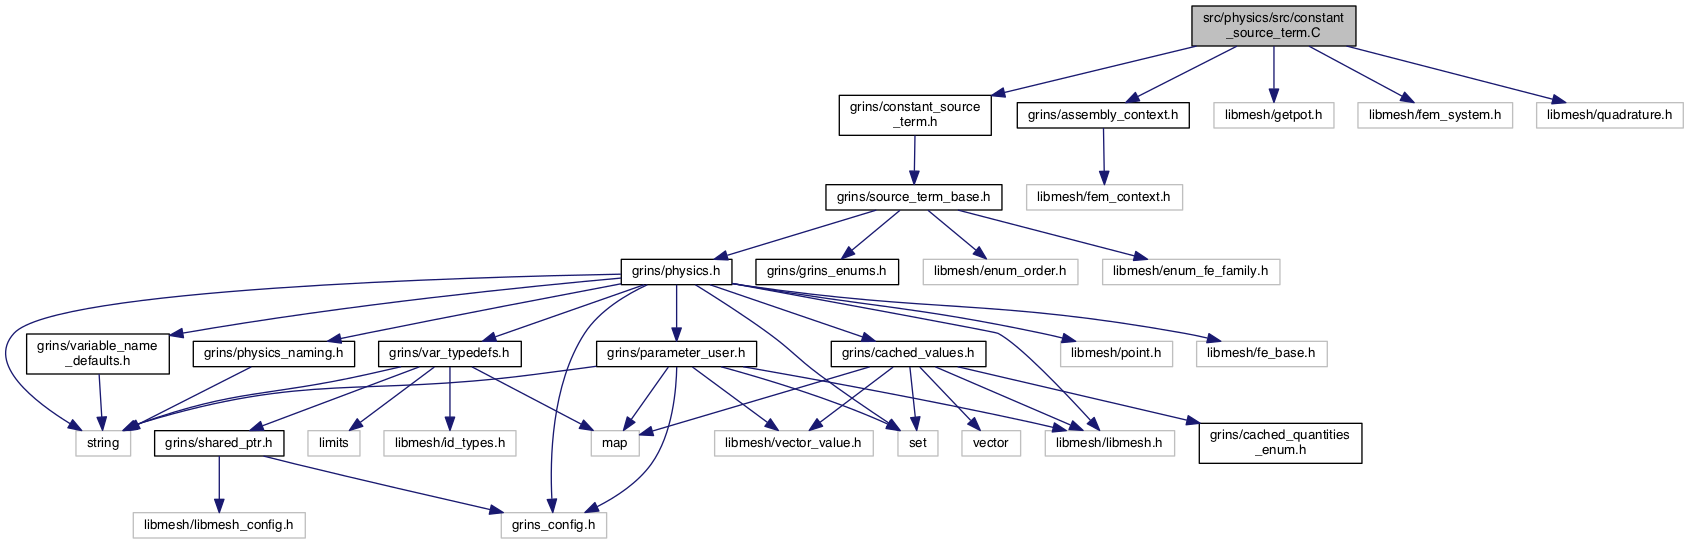 src/physics/src/constant
_source_term.C
grins/constant_source
_term.h
grins/assembly_context.h
libmesh/getpot.h
libmesh/fem_system.h
libmesh/quadrature.h
grins/source_term_base.h
libmesh/fem_context.h
grins/physics.h
grins/grins_enums.h
libmesh/enum_order.h
libmesh/enum_fe_family.h
grins/variable_name
_defaults.h
grins/physics_naming.h
grins/var_typedefs.h
grins/parameter_user.h
grins/cached_values.h
libmesh/point.h
libmesh/fe_base.h
string
grins/shared_ptr.h
limits
libmesh/id_types.h
map
libmesh/vector_value.h
set
vector
libmesh/libmesh.h
grins/cached_quantities
_enum.h
libmesh/libmesh_config.h
grins_config.h